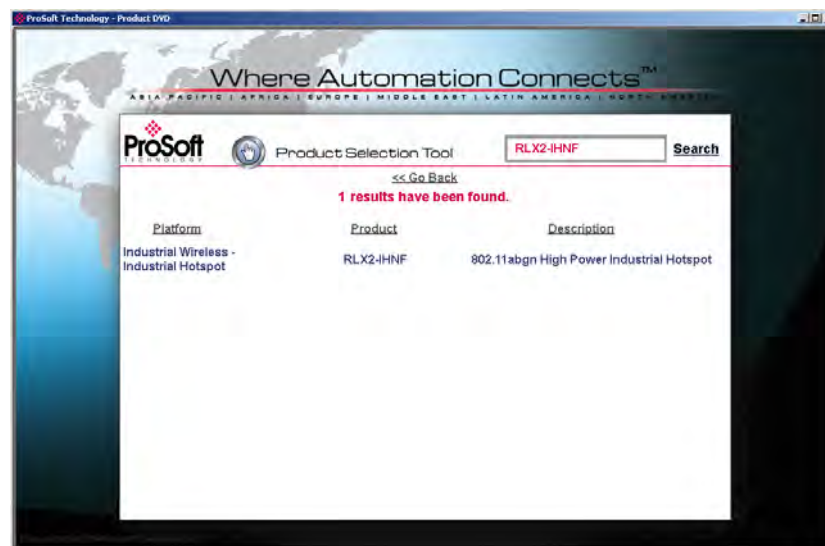 ProSoft Technology - Product DVD
Where Automation Connects™
ASIA PACIFIC | AFRICA | EUROPE | MIDDLE EAST | LATIN AMERICA | NORTH AMERICA
ProSoft
TECHNOLOGY
Product Selection Tool
RLX2-IHNF
Search
<< Go Back
1 results have been found.
Platform Product Description
Industrial Wireless -
Industrial Hotspot
RLX2-IHNF
802.11abgn High Power Industrial Hotspot